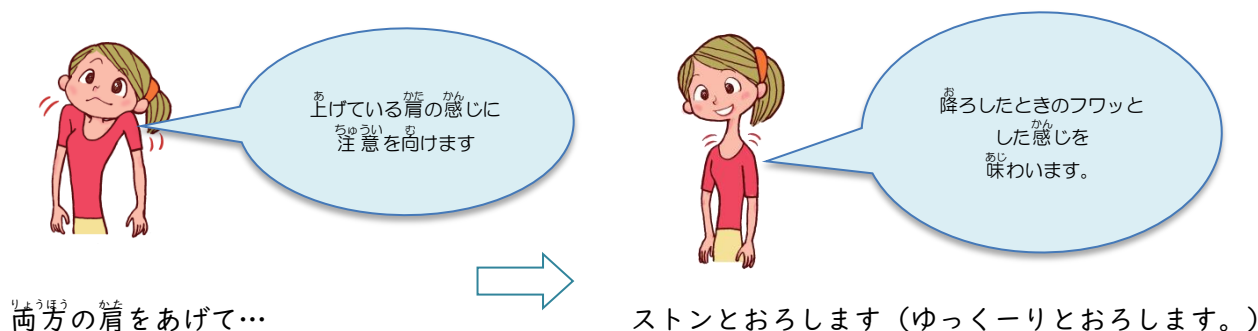 上げている肩の感じに
注意を向けます
降ろしたときのフワッと
した感じを
味わいます。
両方の肩をあげて…
ストンとおろします（ゆっくーりとおろします。）